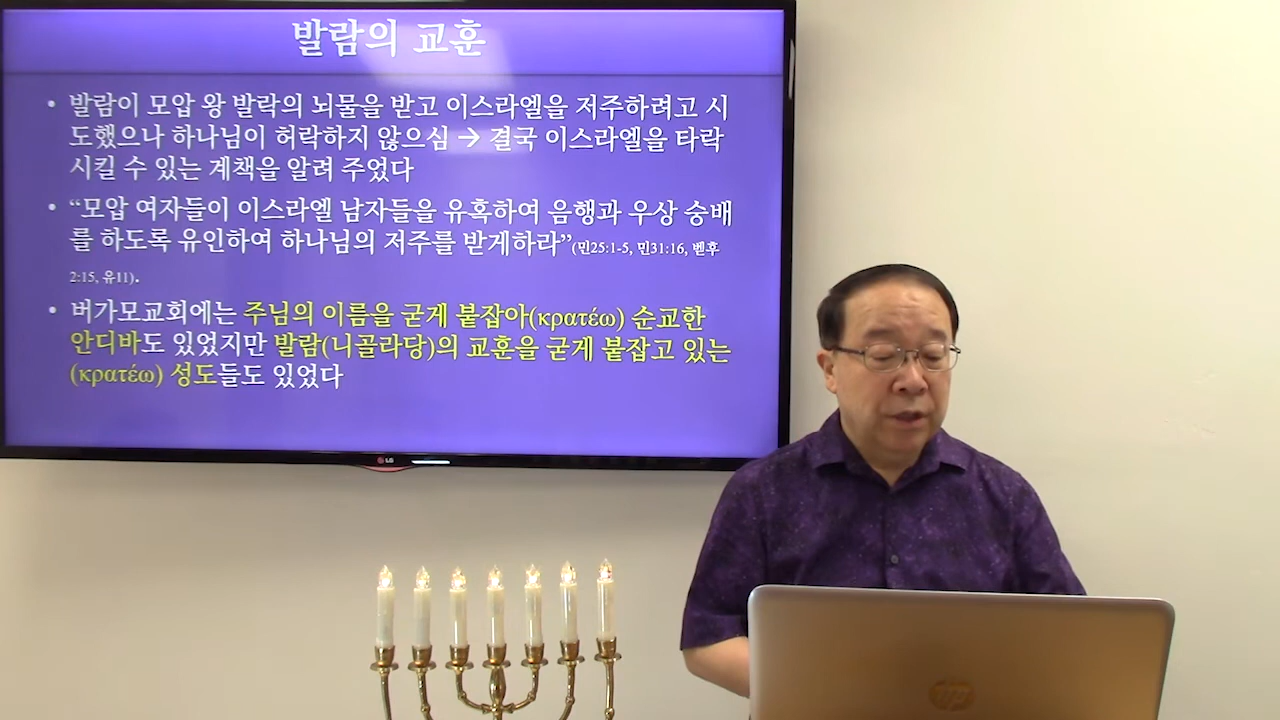 발람의 교훈
• 발람이 모압 왕 발락의 뇌물을 받고 이스라엘을 저주하려고 시
도했으나 하나님이 허락하지 않으심 → 결국 이스라엘을 타락
시킬 수 있는 계책을 알려 주었다
• “모압 여자들이 이스라엘 남자들을 유혹하여 음행과 우상 숭배
를 하도록 유인하여 하나님의 저주를 받게하라”(민25:1-5, 민31:16, 벧후
2:15, 유11).
• 버가모교회에는 주님의 이름을 굳게 붙잡아(κρατέω) 순교한
안디바도 있었지만 발람(니골라당)의 교훈을 굳게 붙잡고 있는
(κρατέω) 성도들도 있었다
LG
hp